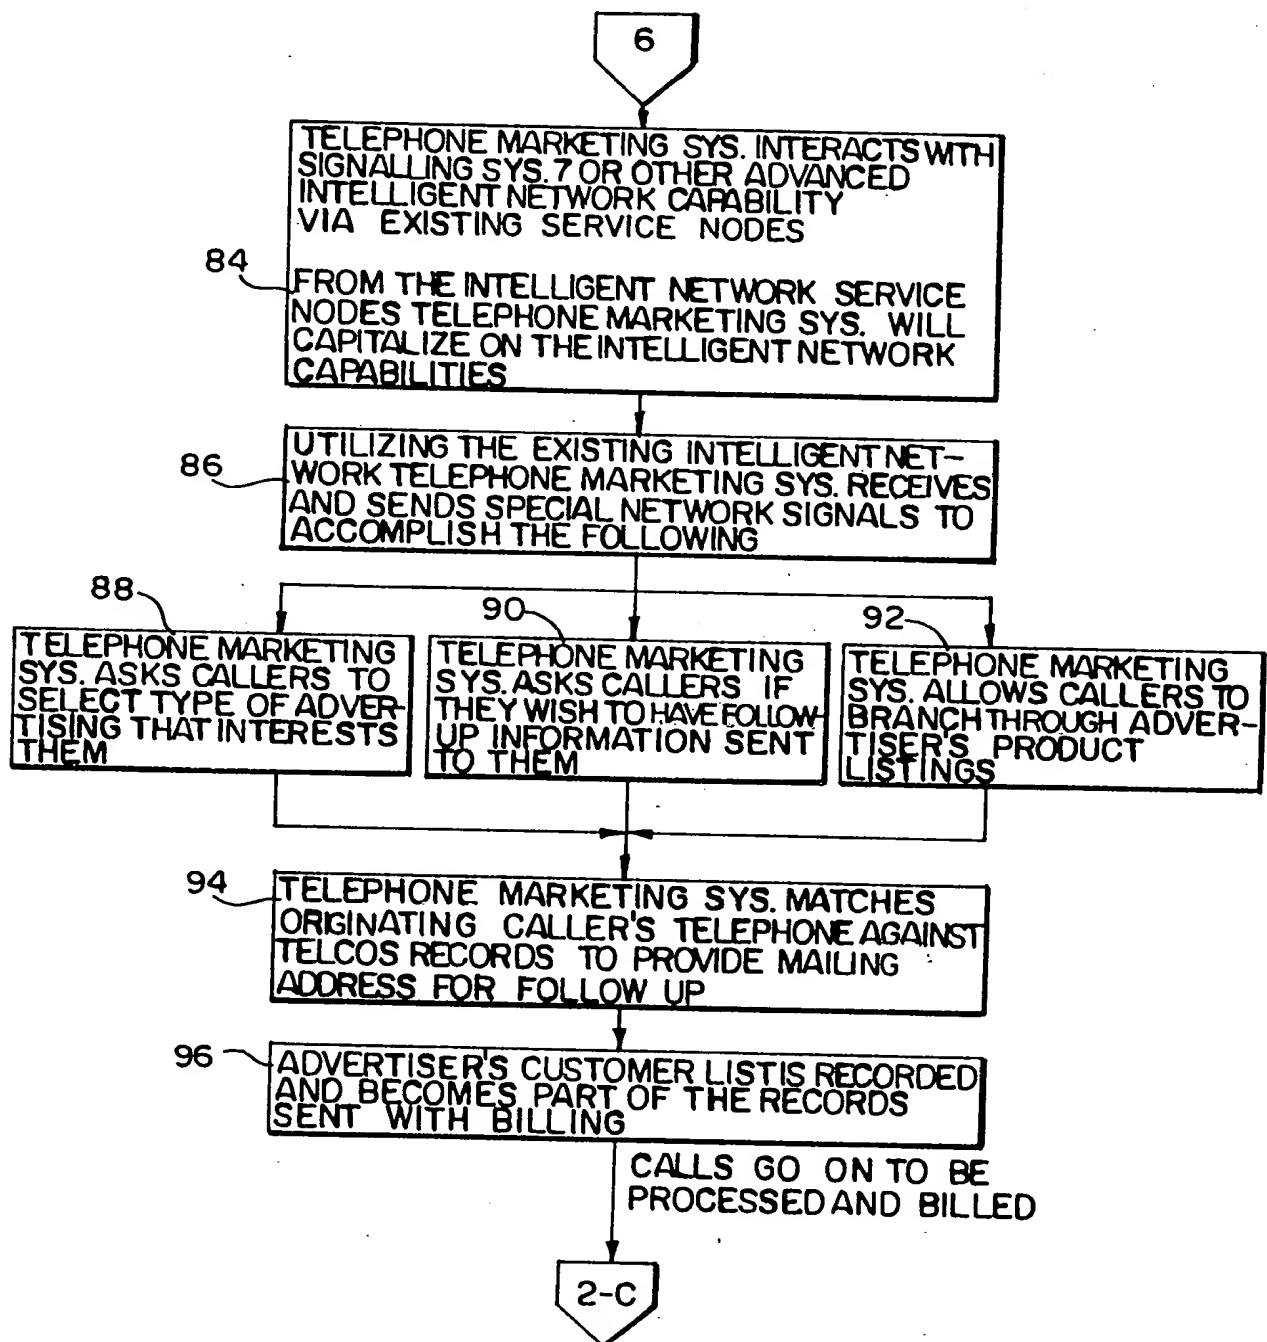 6
TELEPHONE MARKETING SYS. INTERACTS WITH
SIGNALLING SYS. 7 OR OTHER ADVANCED
INTELLIGENT NETWORK CAPABILITY
VIA EXISTING SERVICE NODES
84
FROM THE INTELLIGENT NETWORK SERVICE
NODES TELEPHONE MARKETING SYS. WILL
CAPITALIZE ON THE INTELLIGENT NETWORK
CAPABILITIES
86
UTILIZING THE EXISTING INTELLIGENT NET-
WORK TELEPHONE MARKETING SYS. RECEIVES
AND SENDS SPECIAL NETWORK SIGNALS TO
ACCOMPLISH THE FOLLOWING
88
TELEPHONE MARKETING
SYS. ASKS CALLERS TO
SELECT TYPE OF ADVER-
TISING THAT INTERESTS
THEM
90
TELEPHONE MARKETING
SYS. ASKS CALLERS IF
THEY WISH TO HAVE FOLLOW-
UP INFORMATION SENT
TO THEM
92
TELEPHONE MARKETING
SYS. ALLOWS CALLERS TO
BRANCH THROUGH ADVER-
TISER'S PRODUCT
LISTINGS
94
TELEPHONE MARKETING SYS. MATCHES
ORIGINATING CALLER'S TELEPHONE AGAINST
TELCOS RECORDS TO PROVIDE MAILING
ADDRESS FOR FOLLOW UP
96
ADVERTISER'S CUSTOMER LIST IS RECORDED
AND BECOMES PART OF THE RECORDS
SENT WITH BILLING
CALLS GO ON TO BE
PROCESSED AND BILLED
2-C